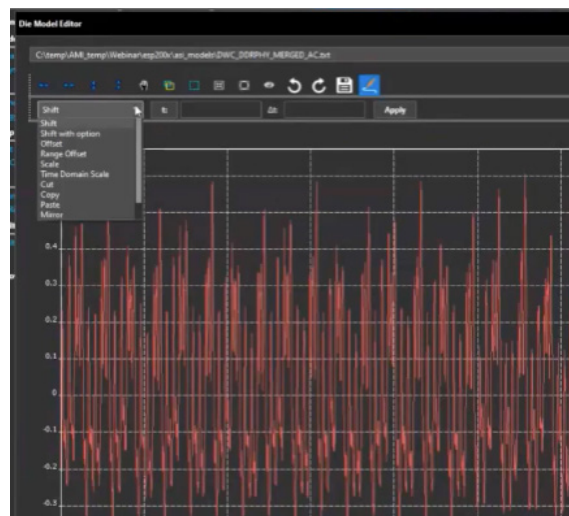 Die Model Editor
C:\temp\AMI_temp\Webinar\esp200x\asi_models\DWC_DDRPHY_MERGED_AC.txt
Shift
t:
Δt:
Apply
Shift
Shift with option
Offset
Range Offset
Scale
Time Domain Scale
Cut
Copy
Paste
Mirror
0.4
0.3
0.2
0.1
0
-0.1
-0.2
-0.3